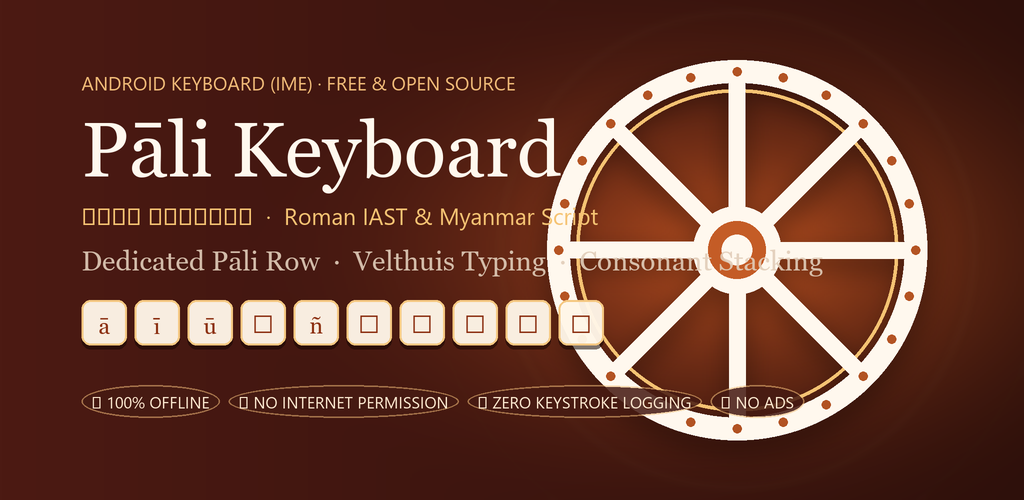 ANDROID KEYBOARD (IME) · FREE & OPEN SOURCE
Pāli Keyboard
· Roman IAST & Myanmar Script
Dedicated Pāli Row · Velthuis Typing · Consonant Stacking
ā ī ū ñ
100% OFFLINE NO INTERNET PERMISSION ZERO KEYSTROKE LOGGING NO ADS